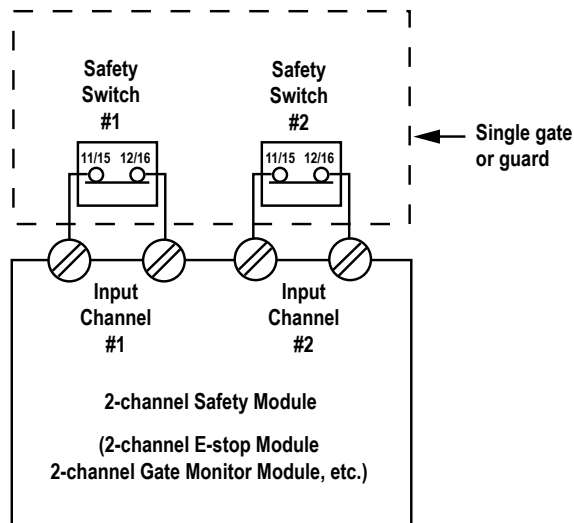 Safety
Switch
#1
Safety
Switch
#2
11/15 12/16
11/15 12/16
Single gate
or guard
Input
Channel
#1
Input
Channel
#2
2-channel Safety Module
(2-channel E-stop Module
2-channel Gate Monitor Module, etc.)